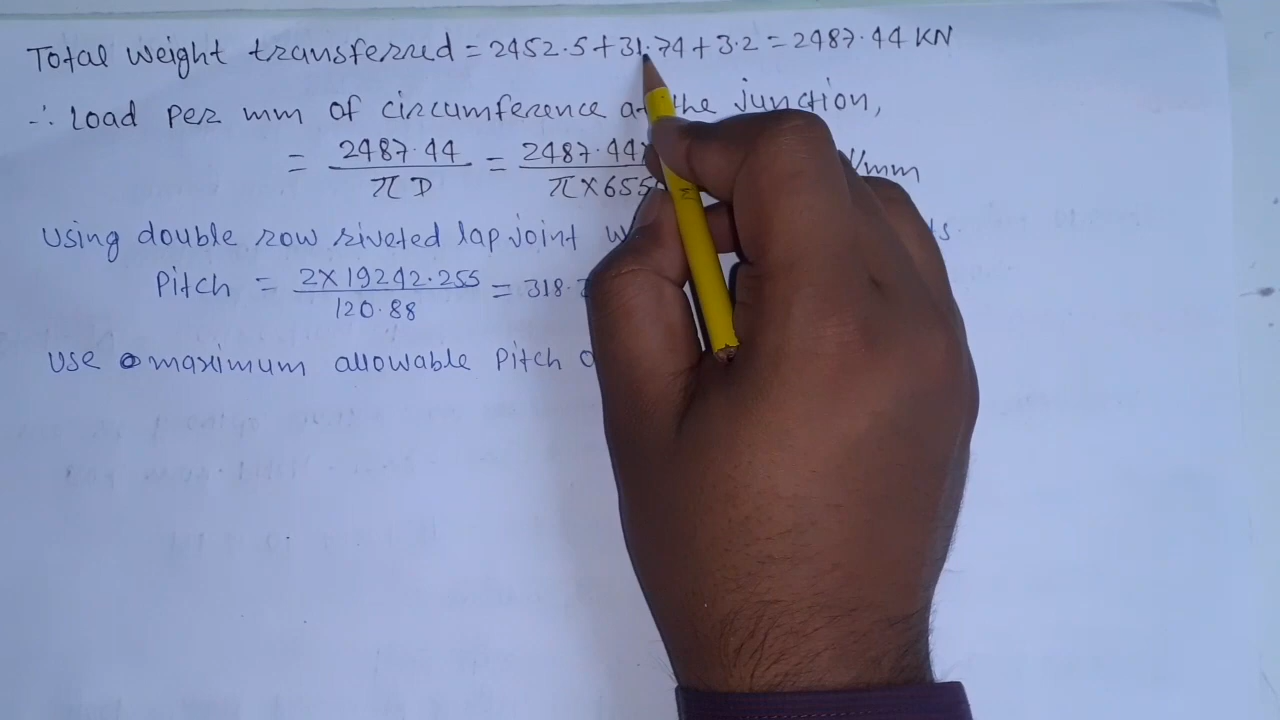 Total weight transferred = 2452.5 + 31.74 + 3.2 = 2487.44 KN
∴ Load per mm of circumference at the junction,
= 2487.44 / πD = 2487.44 / π×655 /mm
Using double row riveted lap joint
Pitch = 2×19242.255 / 120.88 = 318.
Use maximum allowable pitch